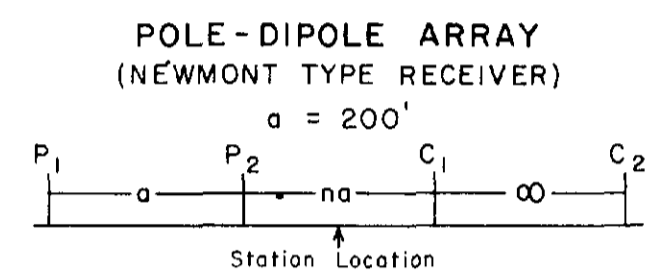 POLE-DIPOLE ARRAY
(NEWMONT TYPE RECEIVER)
a = 200'
P1 P2 C1 C2
a na ∞
Station Location